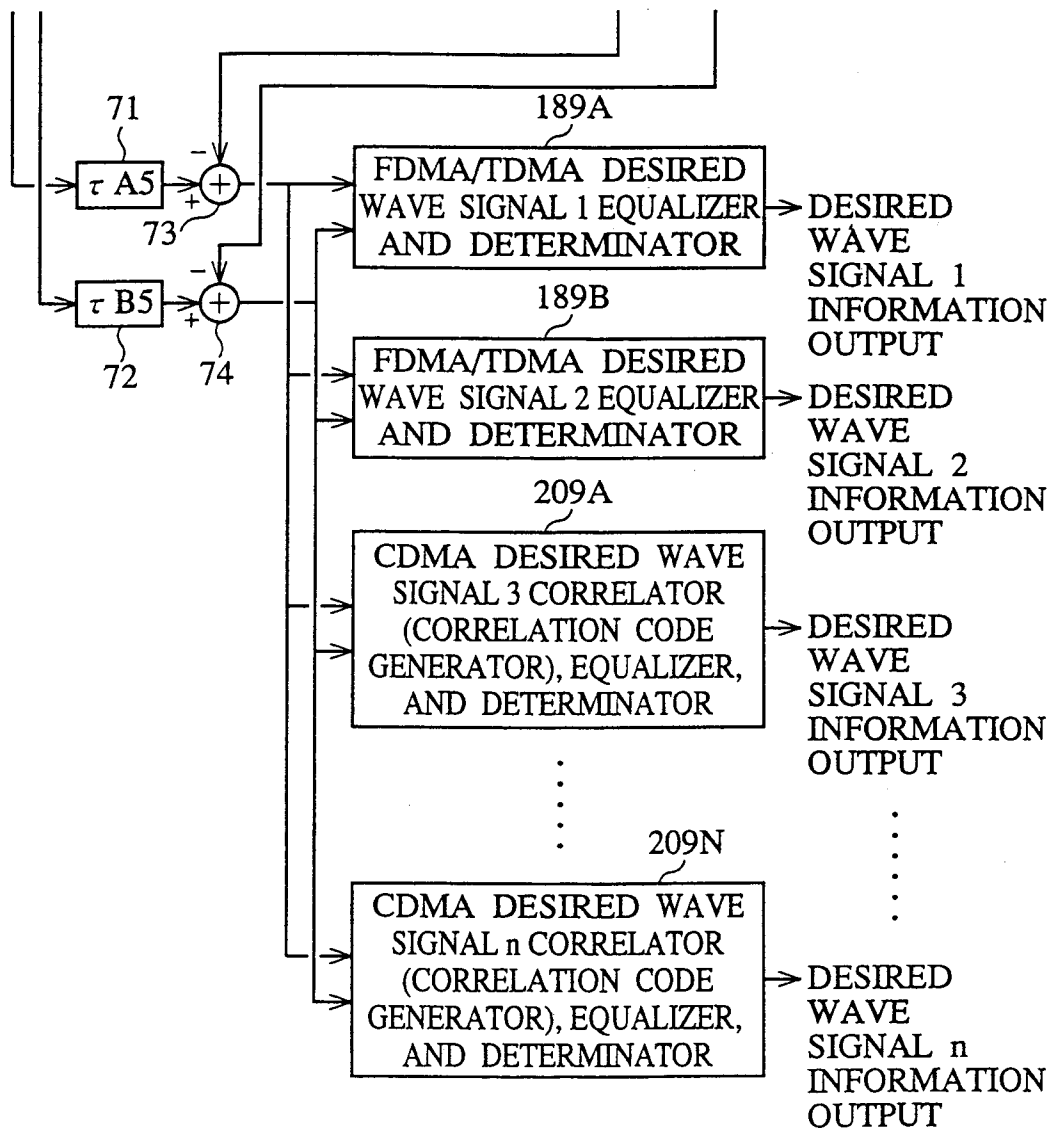 71
τ A5
−
+
+
73
189A
FDMA/TDMA DESIRED
WAVE SIGNAL 1 EQUALIZER
AND DETERMINATOR
DESIRED
WAVE
SIGNAL 1
INFORMATION
OUTPUT
τ B5
72
−
+
+
74
189B
FDMA/TDMA DESIRED
WAVE SIGNAL 2 EQUALIZER
AND DETERMINATOR
DESIRED
WAVE
SIGNAL 2
INFORMATION
OUTPUT
209A
CDMA DESIRED WAVE
SIGNAL 3 CORRELATOR
(CORRELATION CODE
GENERATOR), EQUALIZER,
AND DETERMINATOR
DESIRED
WAVE
SIGNAL 3
INFORMATION
OUTPUT
209N
CDMA DESIRED WAVE
SIGNAL n CORRELATOR
(CORRELATION CODE
GENERATOR), EQUALIZER,
AND DETERMINATOR
DESIRED
WAVE
SIGNAL n
INFORMATION
OUTPUT